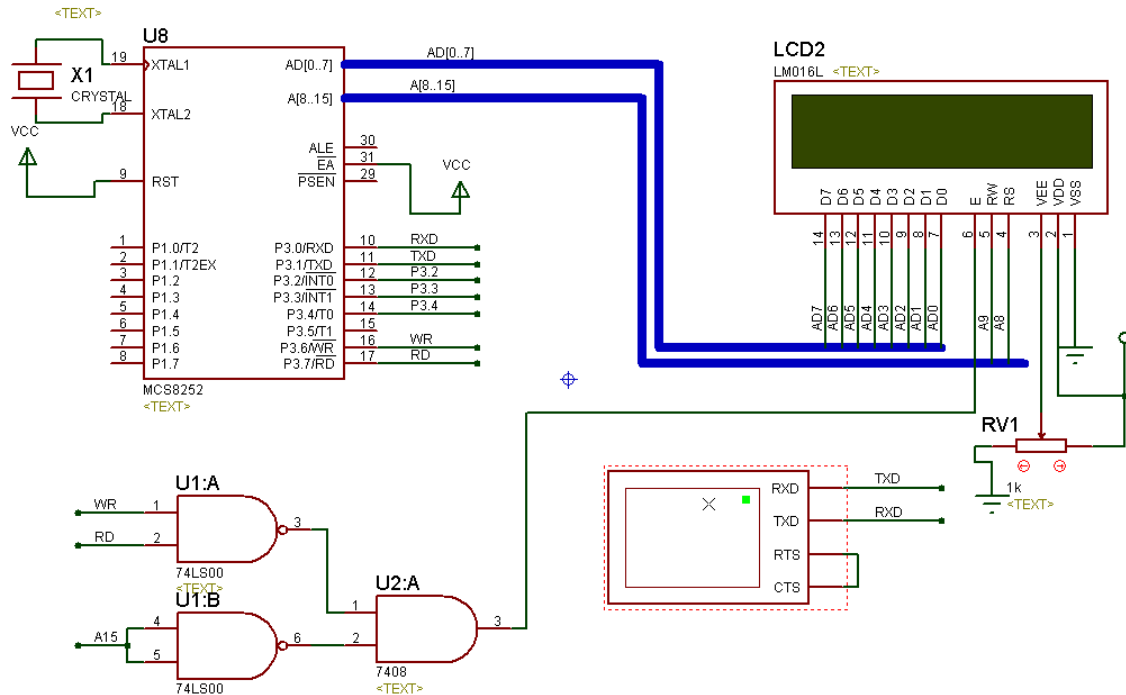 <TEXT>
U8
X1
CRYSTAL
VCC
19
XTAL1
18
XTAL2
9
RST
1
P1.0/T2
2
P1.1/T2EX
3
P1.2
4
P1.3
5
P1.4
6
P1.5
7
P1.6
8
P1.7
AD[0..7]
A[8..15]
ALE
30
EA
31
PSEN
29
P3.0/RXD
10
RXD
P3.1/TXD
11
TXD
P3.2/INT0
12
P3.2
P3.3/INT1
13
P3.3
P3.4/T0
14
P3.4
P3.5/T1
15
P3.6/WR
16
WR
P3.7/RD
17
RD
MCS8252
<TEXT>
AD[0..7]
A[8..15]
VCC
LCD2
LM016L <TEXT>
D7 D6 D5 D4 D3 D2 D1 D0 E RW RS VEE VDD VSS
14 13 12 11 10 9 8 7 6 5 4 3 2 1
AD7 AD6 AD5 AD4 AD3 AD2 AD1 AD0 A9 A8
RV1
1k
<TEXT>
U1:A
WR
1
RD
2
3
74LS00
<TEXT>
U1:B
A15
4
5
6
74LS00
U2:A
1
2
3
7408
<TEXT>
RXD
TXD
TXD
RXD
RTS
CTS